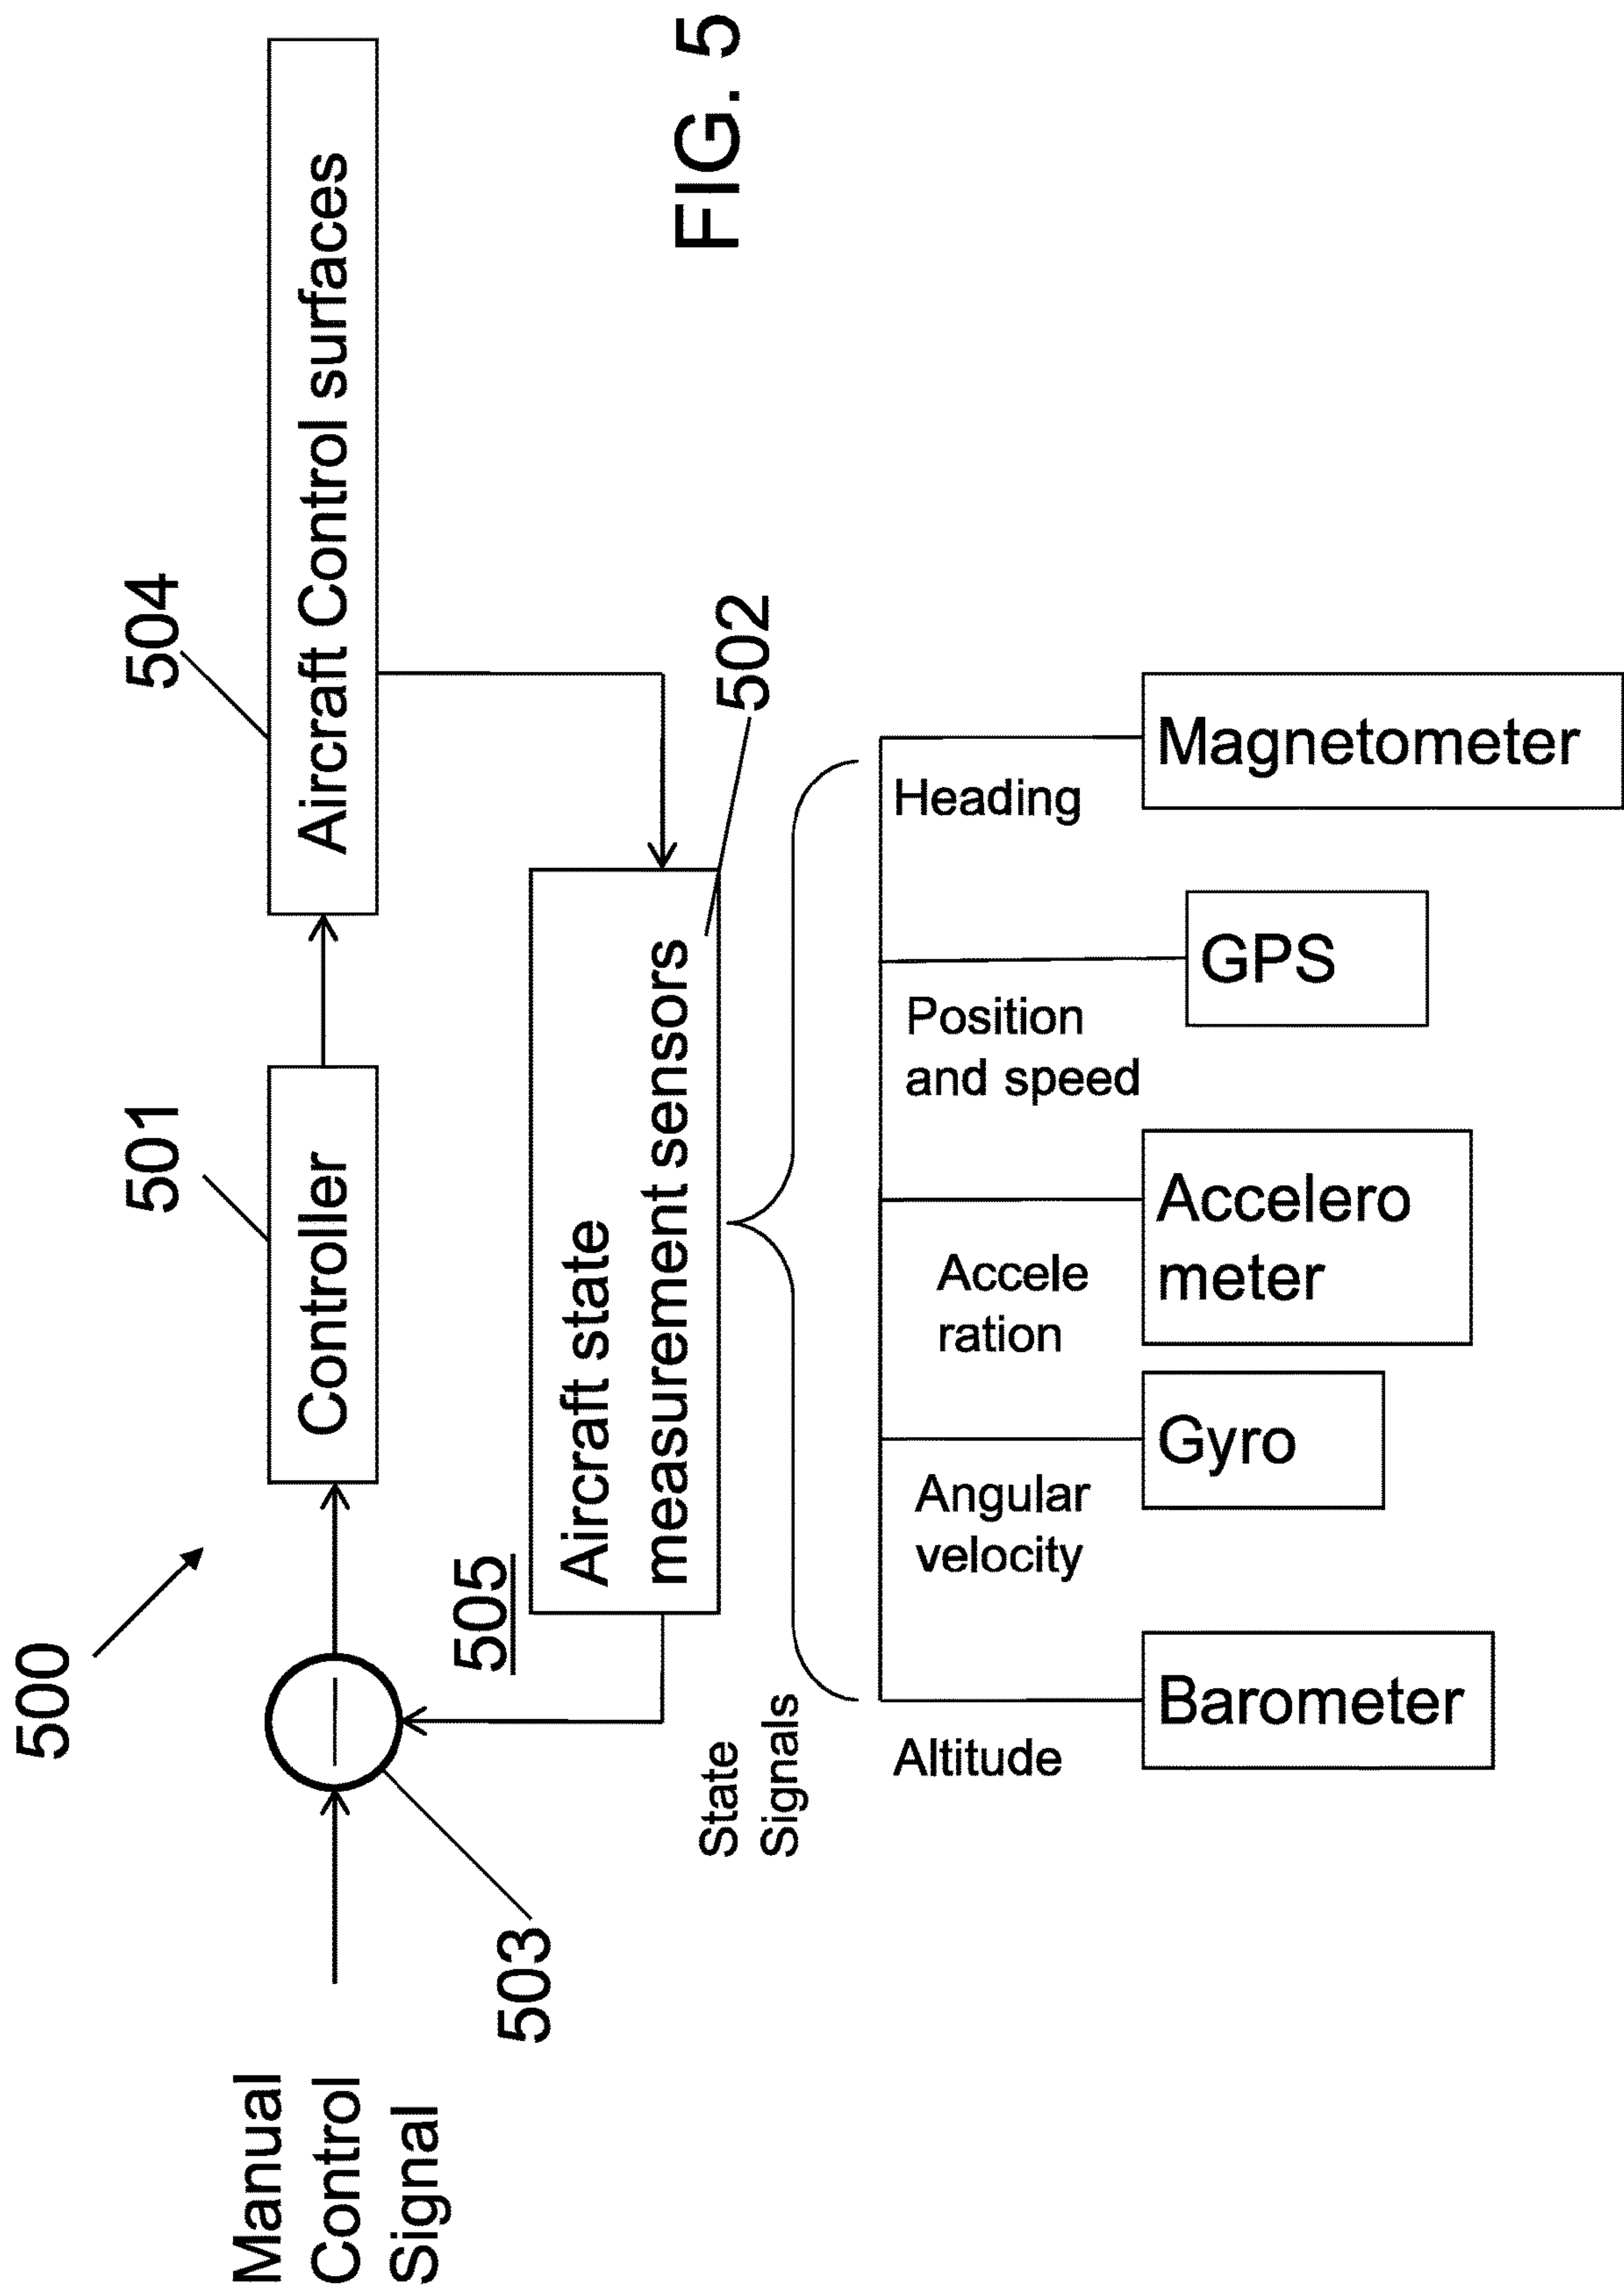 500
Manual
Control
Signal
503
501
Controller
504
Aircraft Control surfaces
505
Aircraft state
measurement sensors
502
FIG. 5
State
Signals
Altitude
Barometer
Angular
velocity
Gyro
Accele
ration
Accelero
meter
Position
and speed
GPS
Heading
Magnetometer